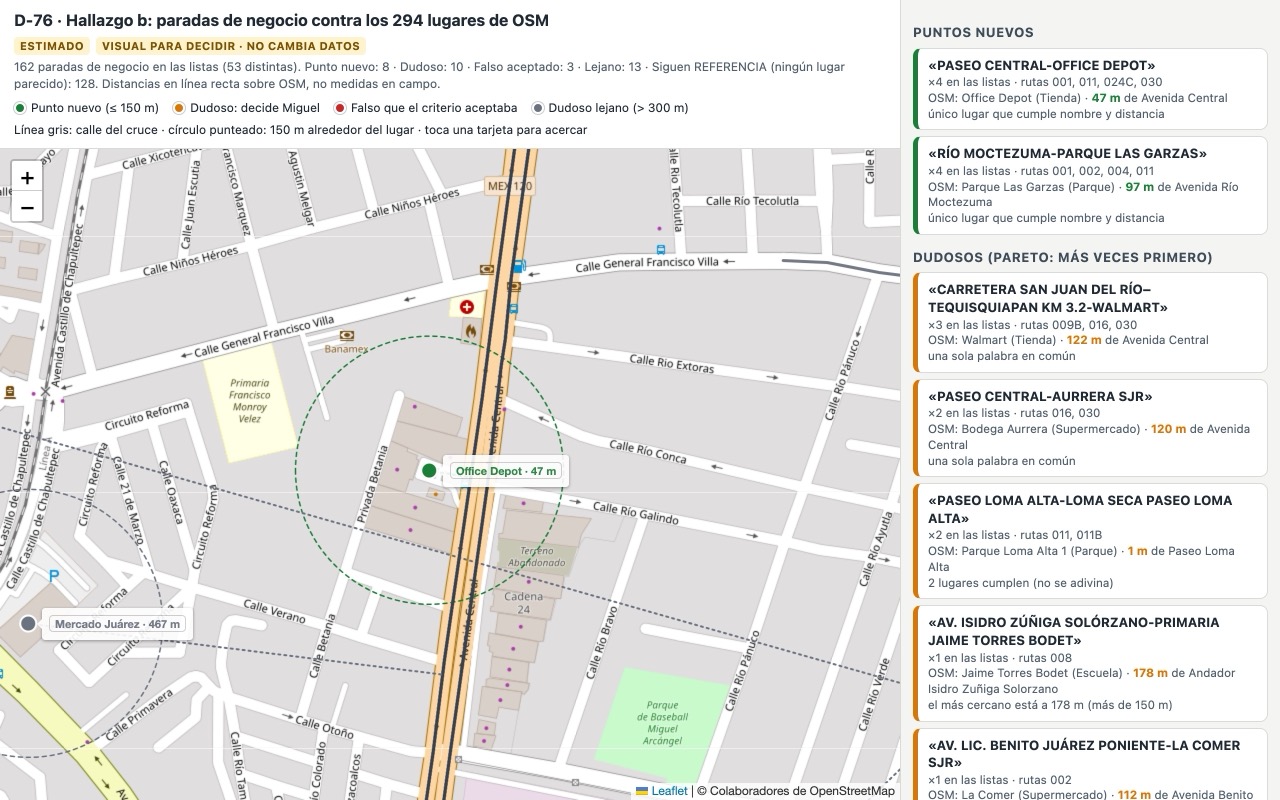 D-76 · Hallazgo b: paradas de negocio contra los 294 lugares de OSM
ESTIMADO
VISUAL PARA DECIDIR · NO CAMBIA DATOS
162 paradas de negocio en las listas (53 distintas). Punto nuevo: 8 · Dudoso: 10 · Falso aceptado: 3 · Lejano: 13 · Siguen REFERENCIA (ningún lugar
parecido): 128. Distancias en línea recta sobre OSM, no medidas en campo.
Punto nuevo (≤ 150 m)
Dudoso: decide Miguel
Falso que el criterio aceptaba
Dudoso lejano (> 300 m)
Línea gris: calle del cruce · círculo punteado: 150 m alrededor del lugar · toca una tarjeta para acercar
+
−
MEX 120
Calle Juan Escutia
Agustín Melgar
Calle Niños Héroes
Calle Niños Héroes
Calle Río Tecolutla
Calle General Francisco Villa
Calle General Francisco Villa
Avenida Castillo de Chapultepec
Banamex
Calle Rio Extoras
Calle Río Pánuco
Primaria
Francisco
Monroy
Velez
Circuito Reforma
Circuito Reforma
Calle 21 de Marzo
Calle Oaxaca
Circuito Reforma
Privada Betania
Calle Río Conca
Office Depot · 47 m
Calle Río Galindo
Calle Río Ayutla
Terreno
Abandonado
Cadena
24
P
Mercado Juárez · 467 m
Calle Verano
Calle Betania
Avenida Central
Calle Río Bravo
Calle Río Pánuco
Calle Río Verde
Parque
de Baseball
Miguel
Arcángel
Calle Primavera
Calle Otoño
Leaflet | © Colaboradores de OpenStreetMap
PUNTOS NUEVOS
«PASEO CENTRAL-OFFICE DEPOT»
×4 en las listas · rutas 001, 011, 024C, 030
OSM: Office Depot (Tienda) · 47 m de Avenida Central
único lugar que cumple nombre y distancia
«RÍO MOCTEZUMA-PARQUE LAS GARZAS»
×4 en las listas · rutas 001, 002, 004, 011
OSM: Parque Las Garzas (Parque) · 97 m de Avenida Río
Moctezuma
único lugar que cumple nombre y distancia
DUDOSOS (PARETO: MÁS VECES PRIMERO)
«CARRETERA SAN JUAN DEL RÍO–
TEQUISQUIAPAN KM 3.2-WALMART»
×3 en las listas · rutas 009B, 016, 030
OSM: Walmart (Tienda) · 122 m de Avenida Central
una sola palabra en común
«PASEO CENTRAL-AURRERA SJR»
×2 en las listas · rutas 016, 030
OSM: Bodega Aurrera (Supermercado) · 120 m de Avenida
Central
una sola palabra en común
«PASEO LOMA ALTA-LOMA SECA PASEO LOMA
ALTA»
×2 en las listas · rutas 011, 011B
OSM: Parque Loma Alta 1 (Parque) · 1 m de Paseo Loma
Alta
2 lugares cumplen (no se adivina)
«AV. ISIDRO ZÚÑIGA SOLÓRZANO-PRIMARIA
JAIME TORRES BODET»
×1 en las listas · rutas 008
OSM: Jaime Torres Bodet (Escuela) · 178 m de Andador
Isidro Zuñiga Solorzano
el más cercano está a 178 m (más de 150 m)
«AV. LIC. BENITO JUÁREZ PONIENTE-LA COMER
SJR»
×1 en las listas · rutas 002
OSM: La Comer (Supermercado) · 112 m de Avenida Benito